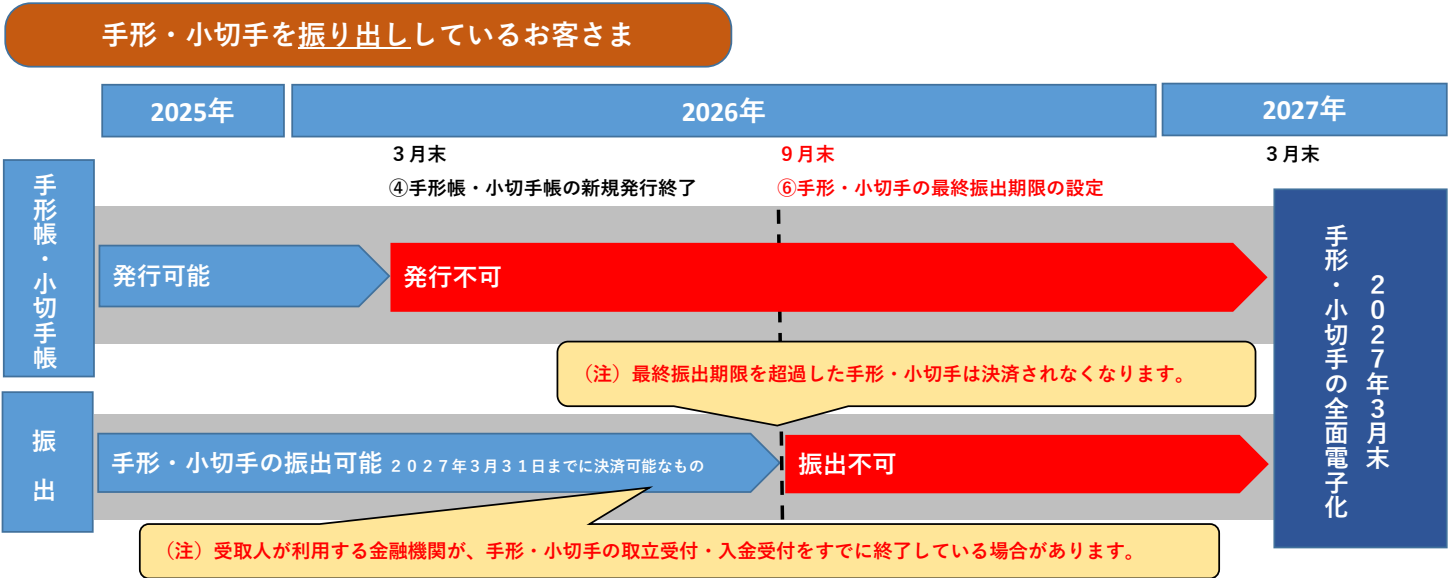 手形・小切手を振り出ししているお客さま
2025年
2026年
2027年
３月末
９月末
３月末
④手形帳・小切手帳の新規発行終了
⑥手形・小切手の最終振出期限の設定
手形帳・小切手帳
発行可能
発行不可
（注）最終振出期限を超過した手形・小切手は決済されなくなります。
振出
手形・小切手の振出可能 ２０２７年３月３１日までに決済可能なもの
振出不可
（注）受取人が利用する金融機関が、手形・小切手の取立受付・入金受付をすでに終了している場合があります。
２０２７年３月末
手形・小切手の全面電子化